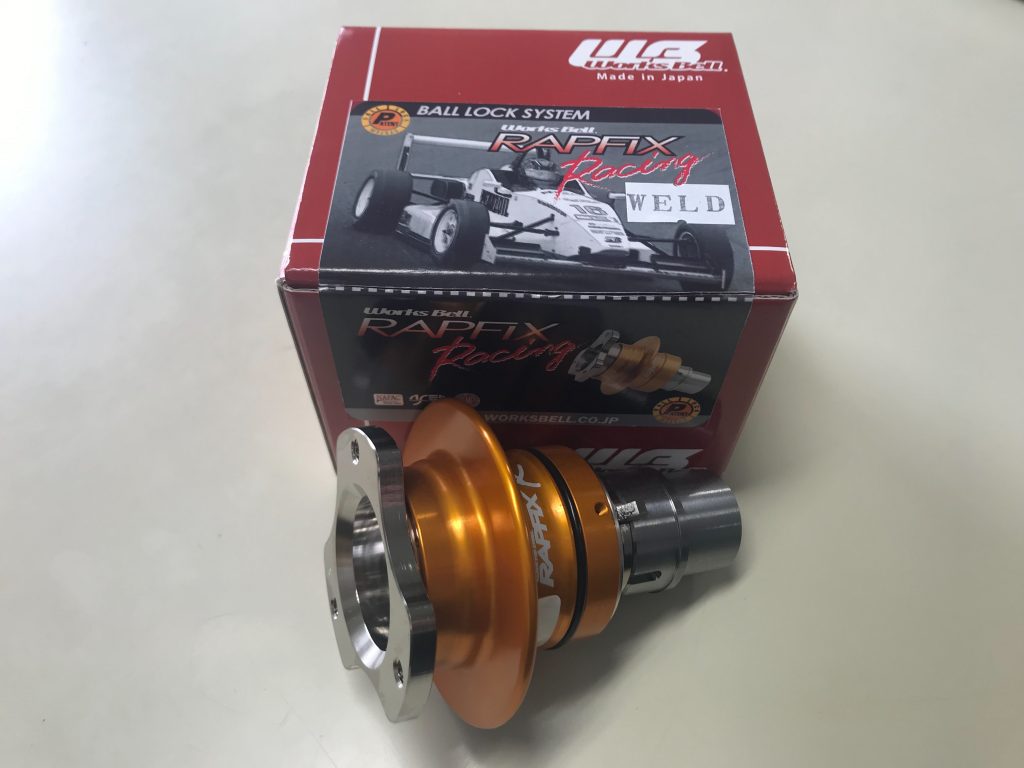 WB
Works Bell
Made in Japan
BALL LOCK SYSTEM
Works Bell
RAPFIX
Racing
WELD
16
Works Bell
RAPFIX
Racing
WORKSBELL.CO.JP
WB
RAPFIX